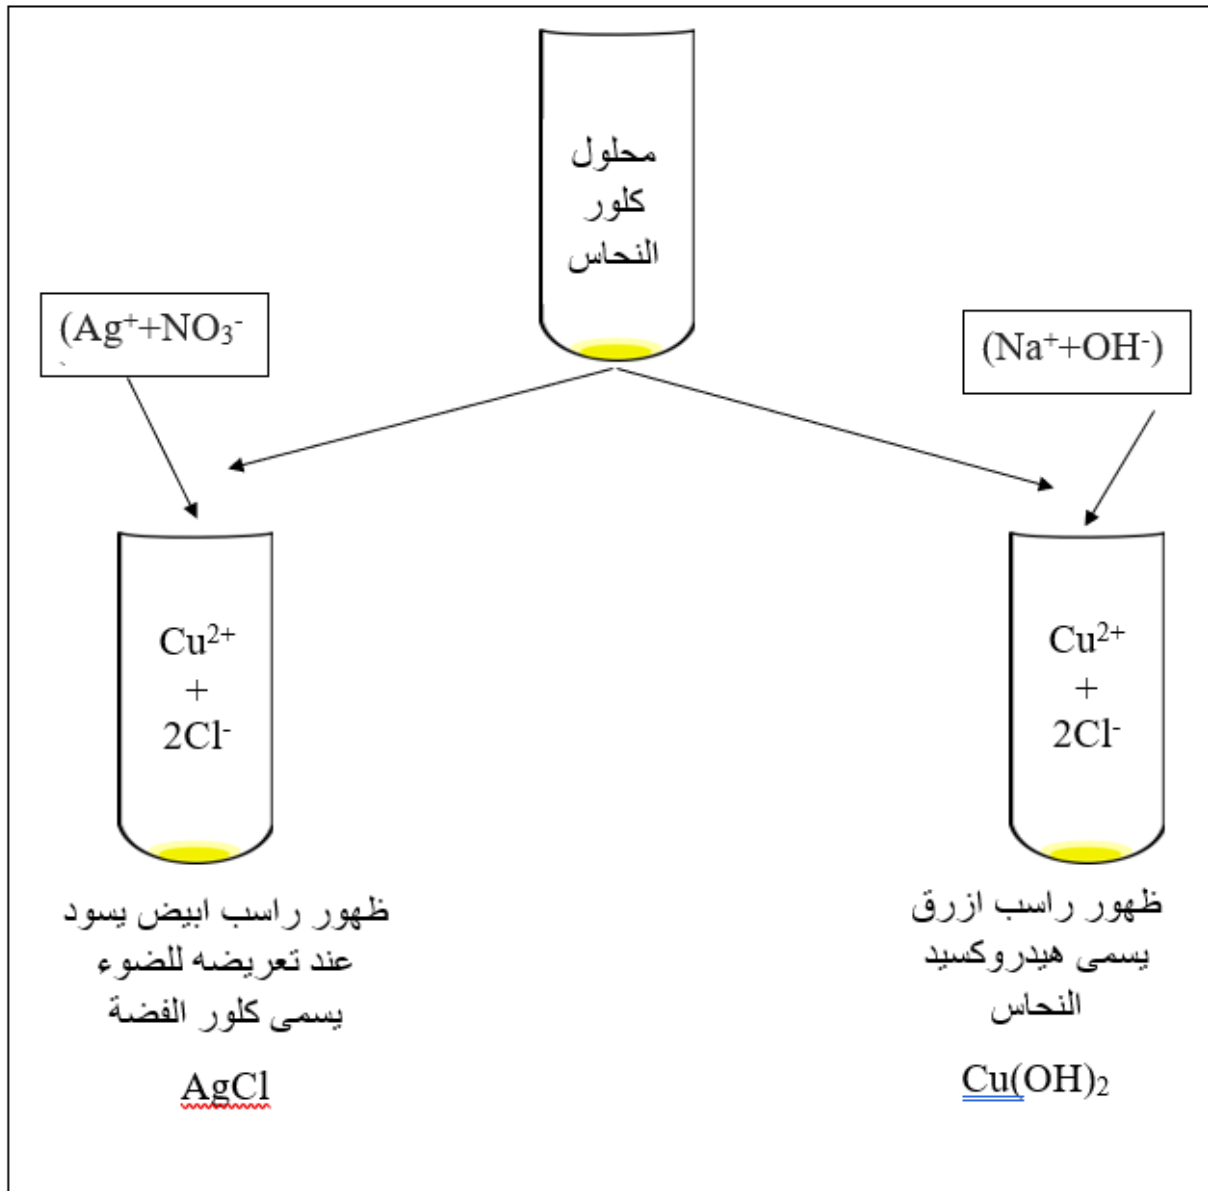 محلول
كلور
النحاس
(Ag⁺+NO₃⁻
`
(Na⁺+OH⁻)
Cu²⁺
+
2Cl⁻
Cu²⁺
+
2Cl⁻
ظهور راسب ابيض يسود
عند تعريضه للضوء
يسمى كلور الفضة
AgCl
ظهور راسب ازرق
يسمى هيدروكسيد
النحاس
Cu(OH)₂